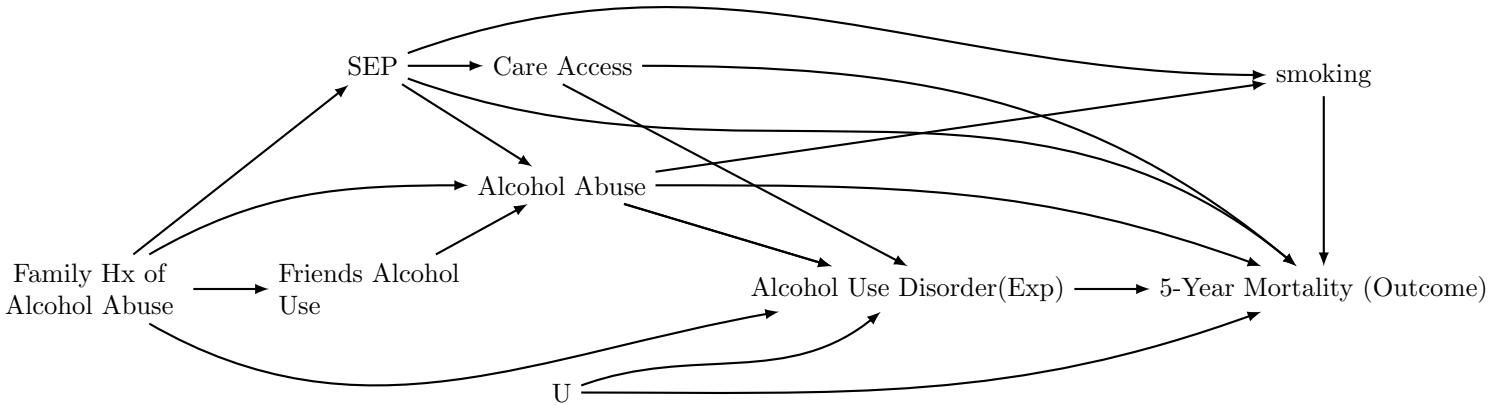 SEP
Care Access
smoking
Alcohol Abuse
Family Hx of
Alcohol Abuse
Friends Alcohol
Use
Alcohol Use Disorder(Exp)
5-Year Mortality (Outcome)
U